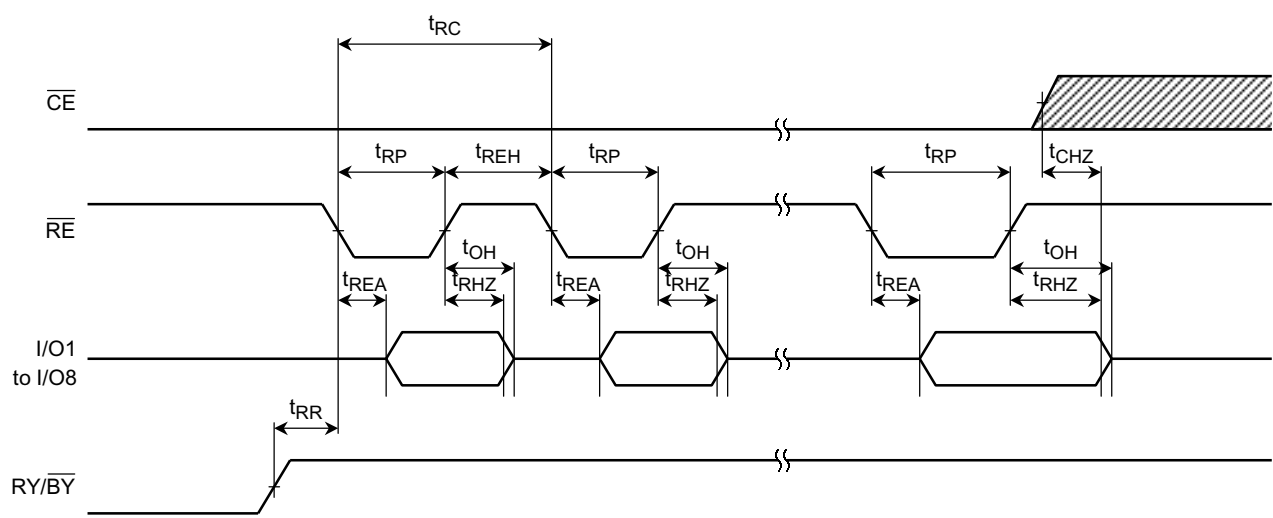 tRC
CE
tRP tREH tRP tRP tCHZ
RE
tOH tOH tOH
tREA tRHZ tREA tRHZ tREA tRHZ
I/O1
to I/O8
tRR
RY/BY